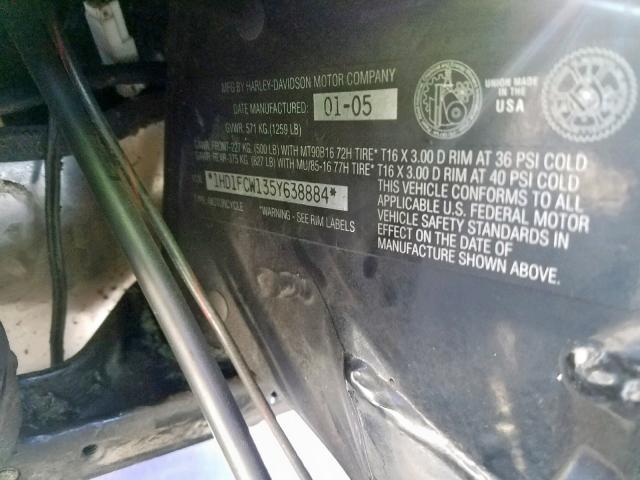 MFG BY HARLEY-DAVIDSON MOTOR COMPANY
DATE MANUFACTURED: 01-05
GVWR: 571 KG (1259 LB)
GAWR: FRONT-227 KG (500 LB) WITH MT90B16 72H TIRE* T16 X 3.00 D RIM AT 36 PSI COLD
GAWR: REAR-375 KG (827 LB) WITH MU/85-16 77H TIRE* T16 X 3.00 D RIM AT 40 PSI COLD
*1HD1FCW135Y638884*
TYPE: MOTORCYCLE *WARNING - SEE RIM LABELS
THIS VEHICLE CONFORMS TO ALL
APPLICABLE U.S. FEDERAL MOTOR
VEHICLE SAFETY STANDARDS IN
EFFECT ON THE DATE OF
MANUFACTURE SHOWN ABOVE.
UNION MADE
IN THE
USA